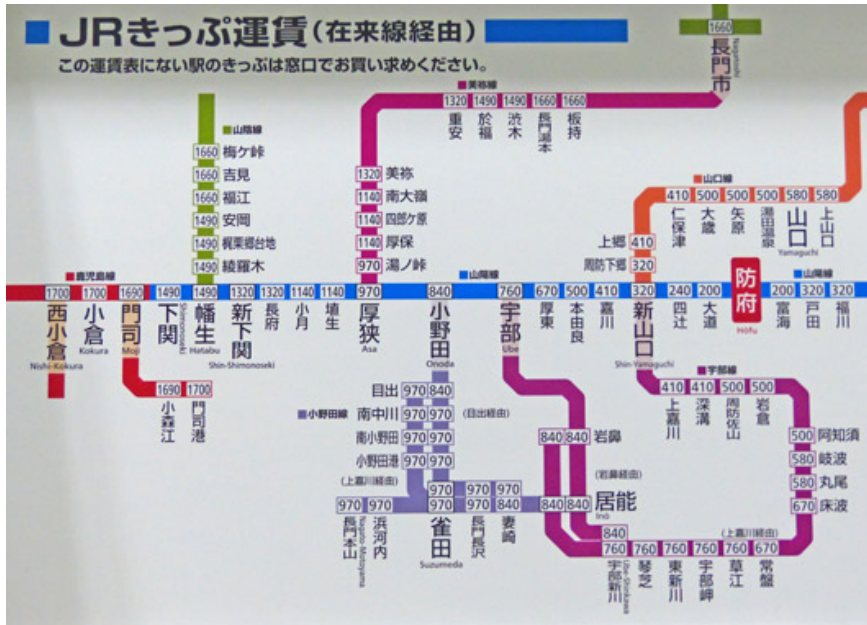 JRきっぷ運賃(在来線経由)
この運賃表にない駅のきっぷは窓口でお買い求めください。
1660
長門市
Nagatoshi
美祢線
1320 重安
1490 於福
1490 渋木
1660 長門湯本
1660 板持
山陰線
1660 梅ケ峠
1660 吉見
1660 福江
1490 安岡
1490 梶栗郷台地
1490 綾羅木
1320 美祢
1140 南大嶺
1140 四郎ケ原
1140 厚保
970 湯ノ峠
山口線
410 仁保津
500 大歳
500 矢原
500 湯田温泉
580 山口 Yamaguchi
580 上山口
上郷 410
周防下郷 320
鹿児島線
1700 西小倉 Nishi-Kokura
1700 小倉 Kokura
1690 門司 Moji
1490 下関 Shimonoseki
1490 幡生 Hatabu
1320 新下関 Shin-Shimonoseki
1320 長府
1140 小月
1140 埴生
970 厚狭 Asa
山陽線
840 小野田 Onoda
760 宇部 Ube
670 厚東
500 本由良
410 嘉川
320 新山口 Shin-Yamaguchi
240 四辻
200 大道
防府 Hōfu
山陽線
200 富海
320 戸田
320 福川
1690 小森江
1700 門司港
小野田線
目出 970 840
南中川 970 970
(目出経由)
南小野田 970 970
小野田港 970 970
(上嘉川経由)
970 970 970
970 長門本山 Nagato-Motoyama
970 浜河内
970 雀田 Suzumeda
970 長門長沢
840 妻崎
宇部線
410 上嘉川
410 深溝
500 周防佐山
500 岩倉
500 阿知須
580 岐波
580 丸尾
670 床波
840 840 岩鼻
(岩鼻経由)
840 840 居能 Inō
840
(上嘉川経由)
760 宇部新川 Ube-Shinkawa
760 琴芝
760 東新川
760 宇部岬
760 草江
670 常盤